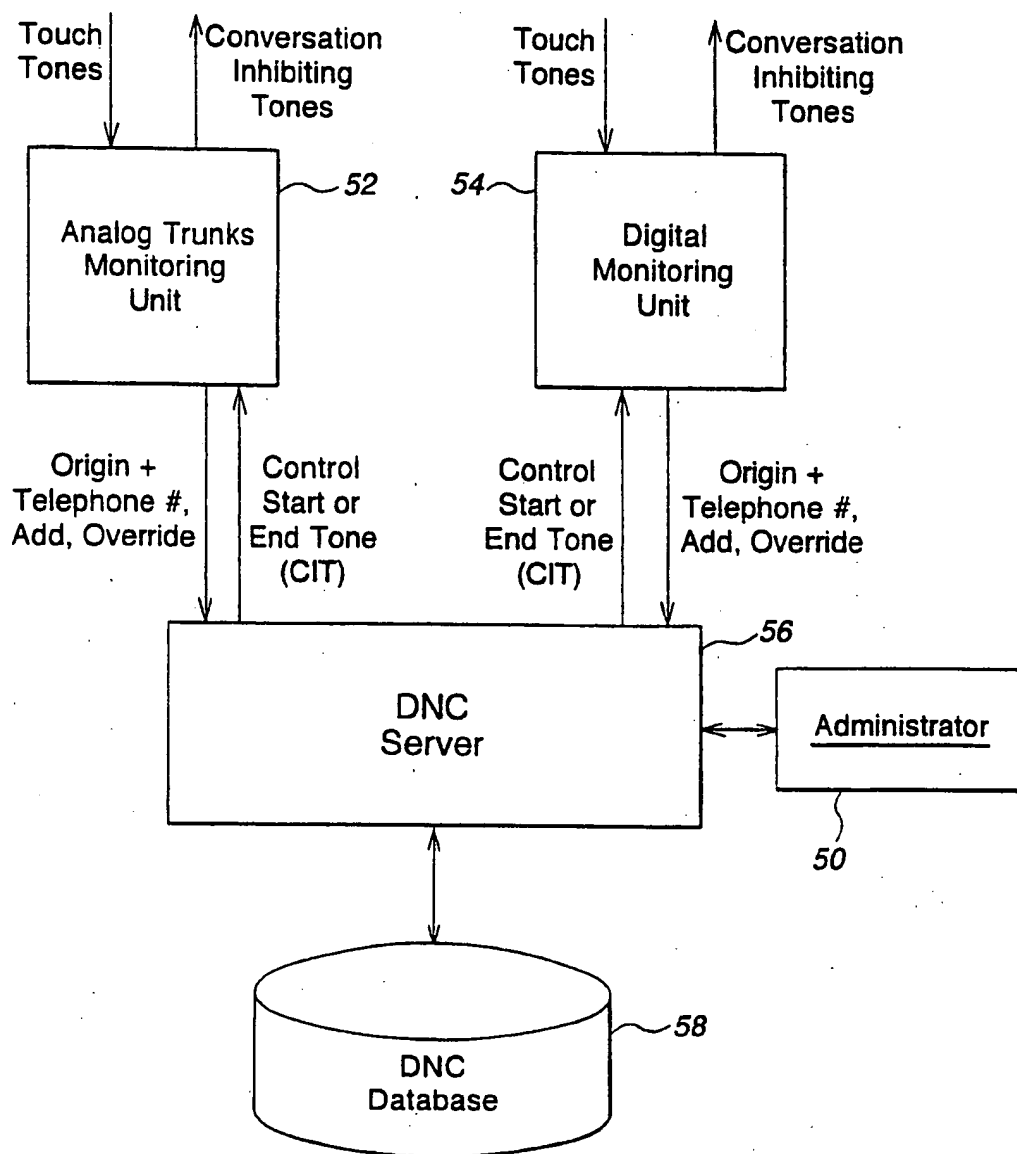 Touch
Tones
Conversation
Inhibiting
Tones
Touch
Tones
Conversation
Inhibiting
Tones
Analog Trunks
Monitoring
Unit
52
54
Digital
Monitoring
Unit
Origin +
Telephone #,
Add, Override
Control
Start or
End Tone
(CIT)
Control
Start or
End Tone
(CIT)
Origin +
Telephone #,
Add, Override
DNC
Server
56
Administrator
50
DNC
Database
58